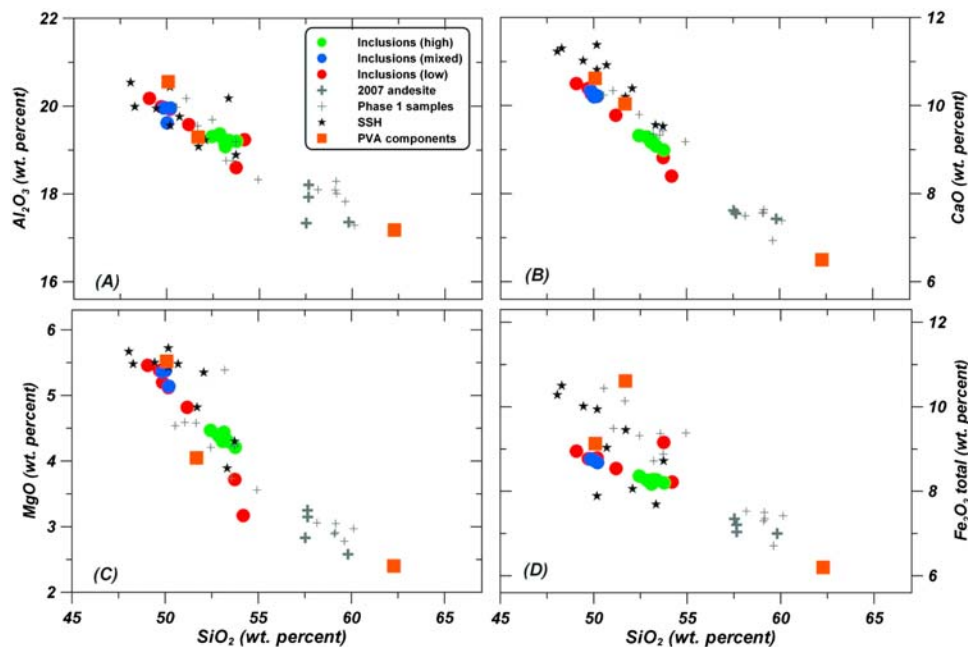 22
20
18
16
Al2O3 (wt. percent)
(A)
Inclusions (high)
Inclusions (mixed)
Inclusions (low)
2007 andesite
Phase 1 samples
SSH
PVA components
12
10
8
6
CaO (wt. percent)
(B)
6
5
4
3
2
MgO (wt. percent)
(C)
45 50 55 60 65
SiO2 (wt. percent)
12
10
8
6
Fe2O3 total (wt. percent)
(D)
45 50 55 60 65
SiO2 (wt. percent)